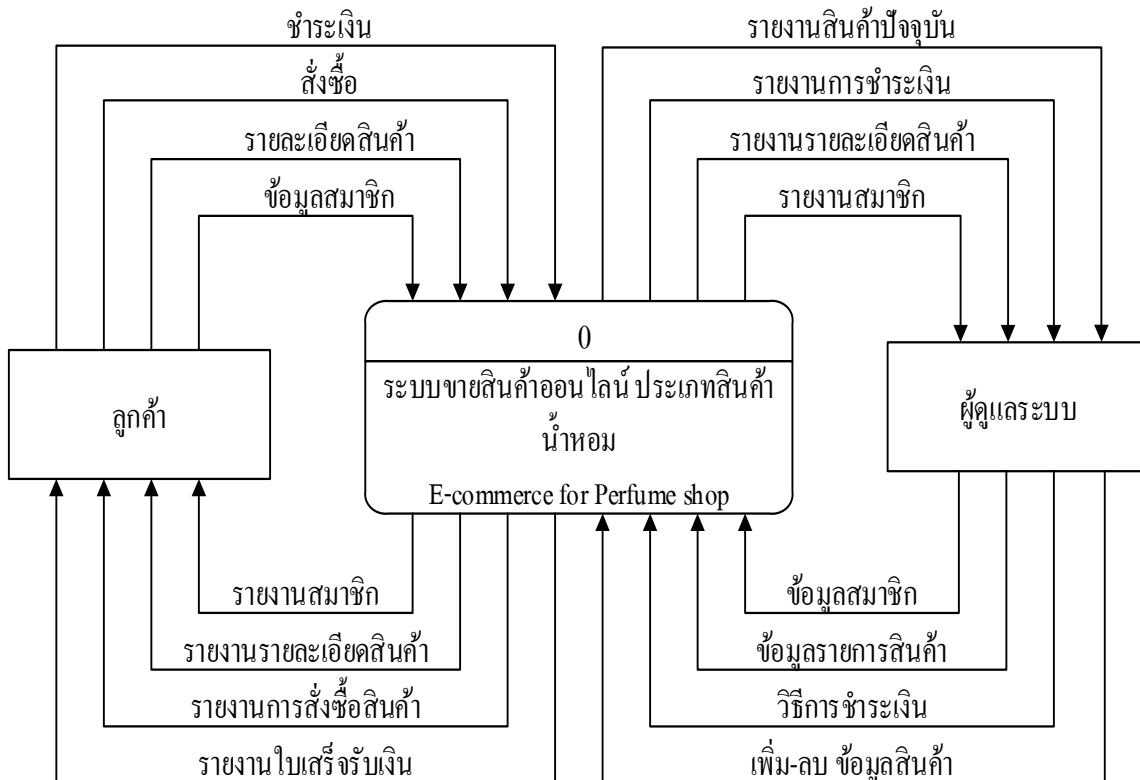 ชำระเงิน
รายงานสินค้าปัจจุบัน
สั่งซื้อ
รายงานการชำระเงิน
รายละเอียดสินค้า
รายงานรายละเอียดสินค้า
ข้อมูลสมาชิก
รายงานสมาชิก
0
ระบบขายสินค้าออนไลน์ ประเภทสินค้า
น้ำหอม
E-commerce for Perfume shop
ลูกค้า
ผู้ดูแลระบบ
รายงานสมาชิก
ข้อมูลสมาชิก
รายงานรายละเอียดสินค้า
ข้อมูลรายการสินค้า
รายงานการสั่งซื้อสินค้า
วิธีการชำระเงิน
รายงานใบเสร็จรับเงิน
เพิ่ม-ลบ ข้อมูลสินค้า